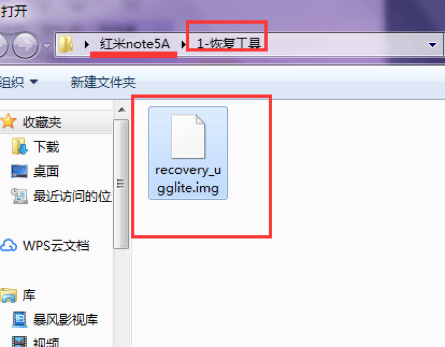 打开
红米note5A
1-恢复工具
组织
新建文件夹
收藏夹
下载
桌面
最近访问的位
WPS云文档
库
暴风影视库
视频
recovery_u
gglite.img